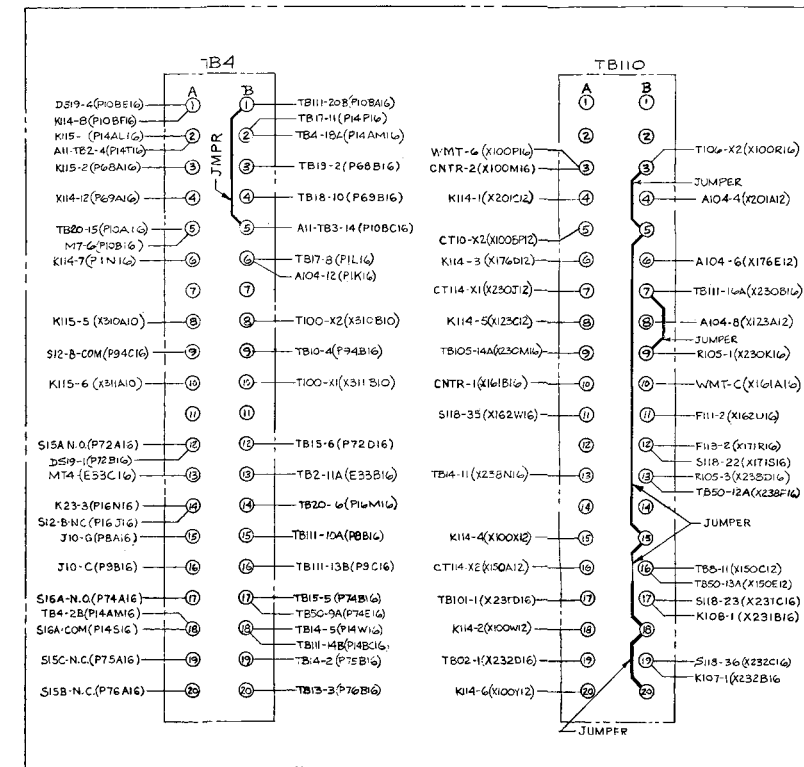 TB4
A B
DS19-4(P10BE16) 1 1 TB111-20B(P10BA16)
K114-8(P10BF16) TB17-11(P14P16)
K115- (P14AL16) 2 2 TB4-18A(P14AM16)
A11-TB2-4(P14T16)
K115-2(P68A16) 3 3 TB19-2(P68B16)
JMPR
X114-12(P69A16) 4 4 TB18-10(P69B16)
TB20-15(P10A16) 5 5 A11-TB3-14(P10BC16)
M7-6(P10B16)
K114-7(P1N16) 6 6 TB17-8(P1L16)
A104-12(P1K16)
7 7
K115-5(X310A10) 8 8 T100-X2(X310B10)
S12-B-COM(P94C16) 9 9 TB10-4(P94B16)
K115-6(X311A10) 10 10 T100-X1(X311B10)
11 11
S15A N.O.(P72A16) 12 12 TB15-6(P72D16)
DS19-1(P72B16)
MT4-(E33C16) 13 13 TB2-11A(E33B16)
K23-3(P16N16) 14 14 TB20-6(P16M16)
S12-B-NC(P16J16)
J10-G(P8A16) 15 15 TB111-10A(P8B16)
J10-C(P9B16) 16 16 TB111-13B(P9C16)
S16A-N.O.(P74A16) 17 17 TB15-5(P74B16)
TB4-2B(P14AM16) TB50-9A(P74E16)
S16A-COM(P14S16) 18 18 TB14-5(P14W16)
TB111-14B(P14BC16)
S15C-N.C.(P75A16) 19 19 TB14-2(P75B16)
S15B-N.C.(P76A16) 20 20 TB13-3(P76B16)
TB110
A B
1 1
2 2
WMT-6(X100P16) T106-X2(X100R16)
CNTR-2(X100M16) 3 3
JUMPER
K114-1(X201C12) 4 4 A104-4(X201A12)
5 5
CT10-X2(X100SP12)
K114-3(X176D12) 6 6 A104-6(X176E12)
CT114-X1(X230J12) 7 7 TB111-16A(X230B16)
K114-5(X123C12) 8 8 A104-8(X123A12)
JUMPER
TB105-14A(X230M16) 9 9 R105-1(X230K16)
CNTR-1(X161B16) 10 10 WMT-C(X161A16)
S118-35(X162W16) 11 11 F111-2(X162U16)
12 12 F113-2(X171R16)
S118-22(X171S16)
TB14-11(X238N16) 13 13 R105-3(X238D16)
TB50-12A(X238F16)
14 14
JUMPER
K114-4(X100X12) 15 15
CT114-X2(X150A12) 16 16 TB8-11(X150C12)
TB50-13A(X150E12)
TB101-1(X231D16) 17 17 S118-23(X231C16)
K108-1(X231B16)
K114-2(X100W12) 18 18
TB02-1(X232D16) 19 19 S118-36(X232C16)
K107-1(X232B16
K114-6(X100Y12) 20 20
JUMPER